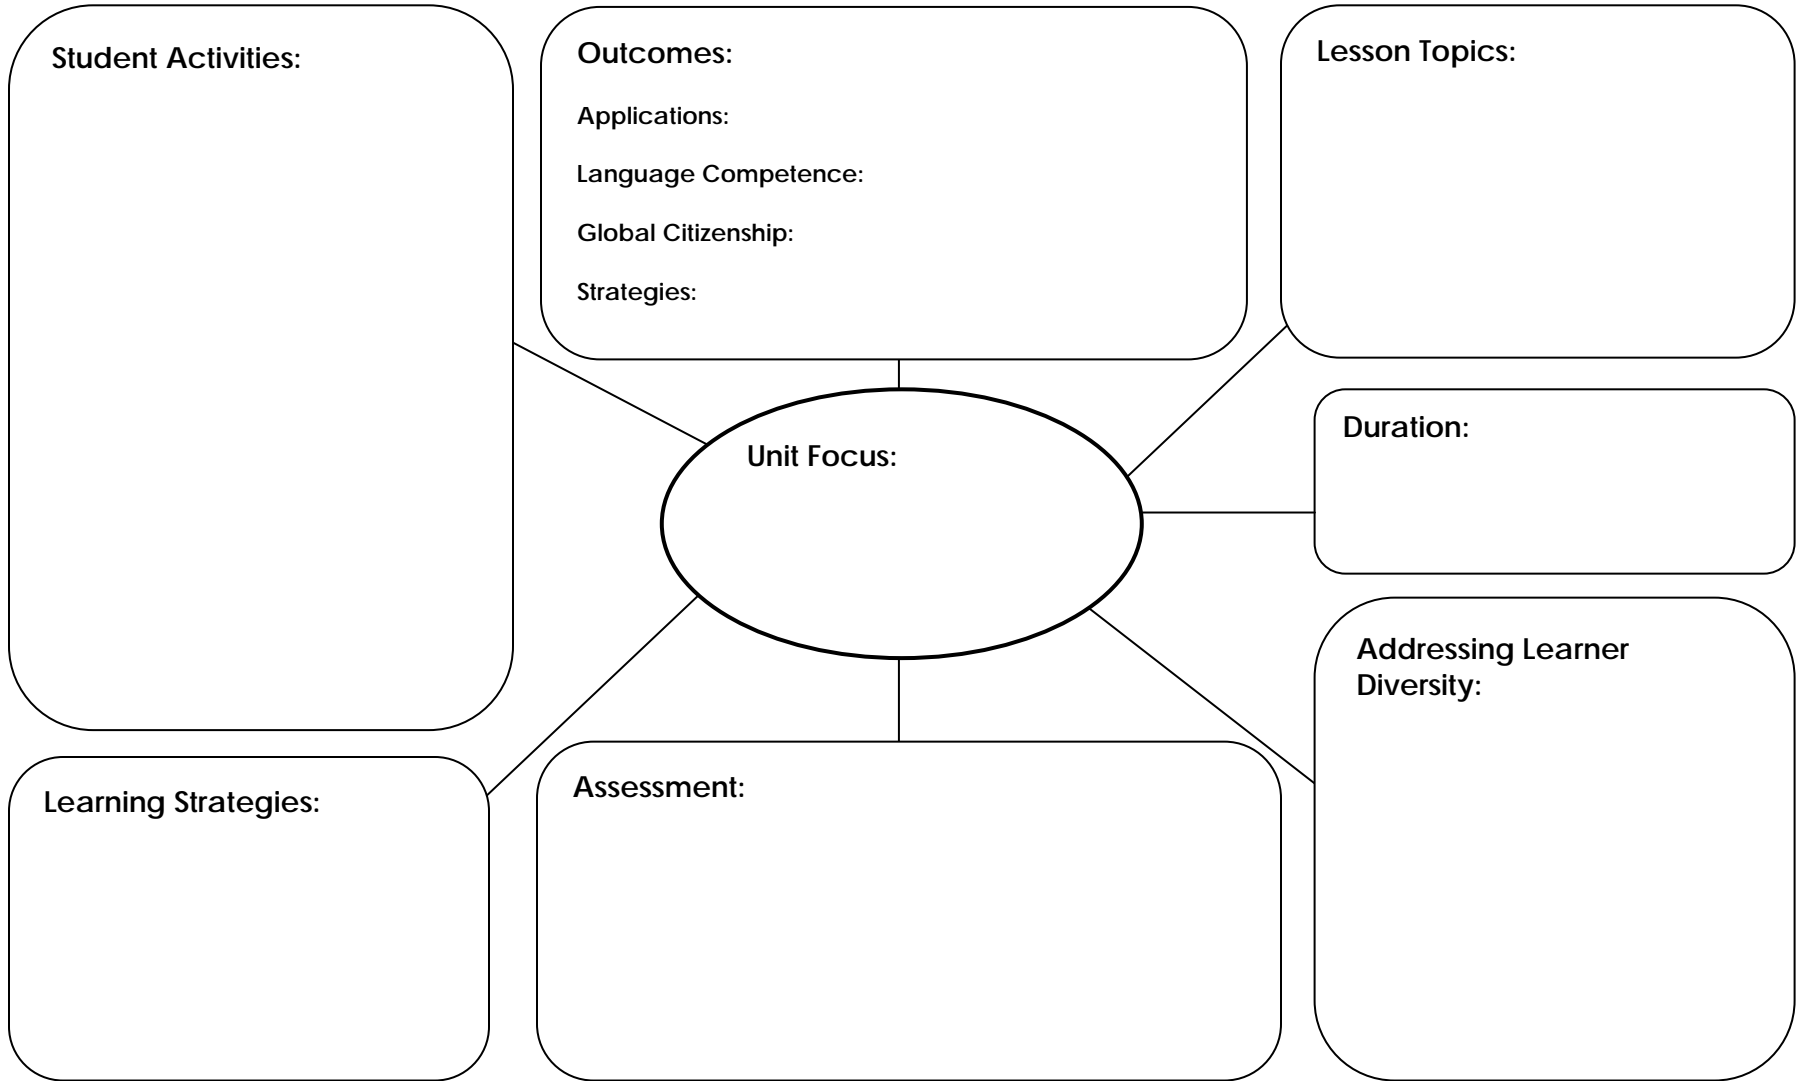 Student Activities:
Outcomes:
Applications:
Language Competence:
Global Citizenship:
Strategies:
Lesson Topics:
Unit Focus:
Duration:
Addressing Learner
Diversity:
Learning Strategies:
Assessment: